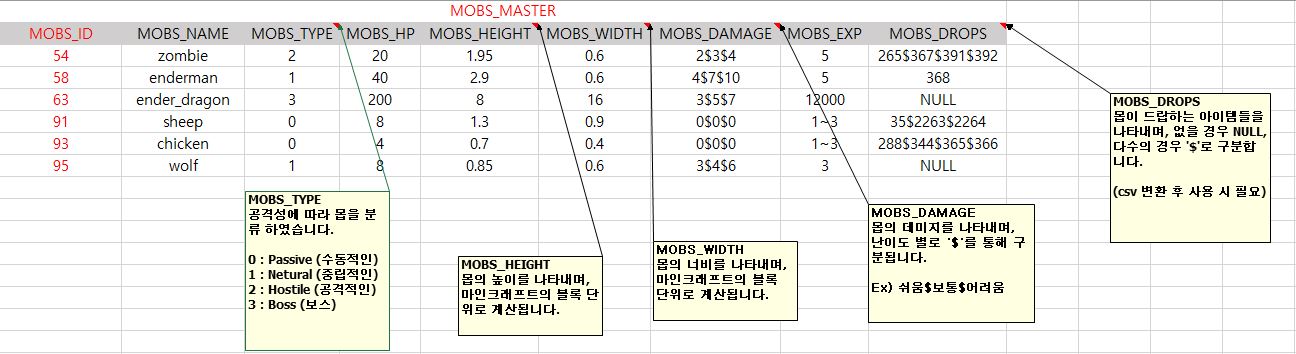 MOBS_MASTER
MOBS_ID MOBS_NAME MOBS_TYPE MOBS_HP MOBS_HEIGHT MOBS_WIDTH MOBS_DAMAGE MOBS_EXP MOBS_DROPS
54 zombie 2 20 1.95 0.6 2$3$4 5 265$367$391$392
58 enderman 1 40 2.9 0.6 4$7$10 5 368
63 ender_dragon 3 200 8 16 3$5$7 12000 NULL
91 sheep 0 8 1.3 0.9 0$0$0 1~3 35$2263$2264
93 chicken 0 4 0.7 0.4 0$0$0 1~3 288$344$365$366
95 wolf 1 8 0.85 0.6 3$4$6 3 NULL
MOBS_TYPE
공격성에 따라 몹을 분
류 하였습니다.
0 : Passive (수동적인)
1 : Netural (중립적인)
2 : Hostile (공격적인)
3 : Boss (보스)
MOBS_HEIGHT
몹의 높이를 나타내며,
마인크래프트의 블록 단
위로 계산됩니다.
MOBS_WIDTH
몹의 너비를 나타내며,
마인크래프트의 블록
단위로 계산됩니다.
MOBS_DAMAGE
몹의 데미지를 나타내며,
난이도 별로 '$'를 통해 구
분됩니다.
Ex) 쉬움$보통$어려움
MOBS_DROPS
몹이 드랍하는 아이템들을
나타내며, 없을 경우 NULL,
다수의 경우 '$'로 구분합
니다.
(csv 변환 후 사용 시 필요)